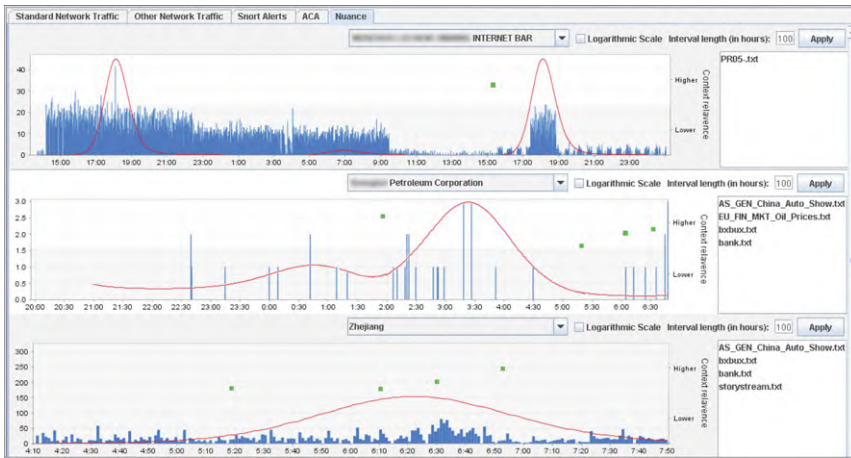 Standard Network Traffic Other Network Traffic Snort Alerts ACA Nuance
INTERNET BAR Logarithmic Scale Interval length (in hours): 100 Apply
40
30
20
10
0
15:00 17:00 19:00 21:00 23:00 1:00 3:00 5:00 7:00 9:00 11:00 13:00 15:00 17:00 19:00 21:00 23:00
Higher
Lower
Context relavence
PR05-.txt
Petroleum Corporation Logarithmic Scale Interval length (in hours): 100 Apply
3.0
2.5
2.0
1.5
1.0
0.5
0.0
20:00 20:30 21:00 21:30 22:00 22:30 23:00 23:30 0:00 0:30 1:00 1:30 2:00 2:30 3:00 3:30 4:00 4:30 5:00 5:30 6:00 6:30
Higher
Lower
Context relavence
AS_GEN_China_Auto_Show.txt
EU_FIN_MKT_Oil_Prices.txt
bxbux.txt
bank.txt
Zhejiang Logarithmic Scale Interval length (in hours): 100 Apply
300
250
200
150
100
50
0
4:10 4:20 4:30 4:40 4:50 5:00 5:10 5:20 5:30 5:40 5:50 6:00 6:10 6:20 6:30 6:40 6:50 7:00 7:10 7:20 7:30 7:40 7:50
Higher
Lower
Context relavence
AS_GEN_China_Auto_Show.txt
bxbux.txt
bank.txt
storystream.txt